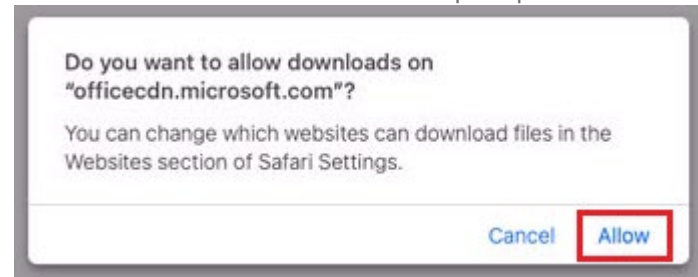 Do you want to allow downloads on
“officecdn.microsoft.com”?
You can change which websites can download files in the
Websites section of Safari Settings.
Cancel Allow